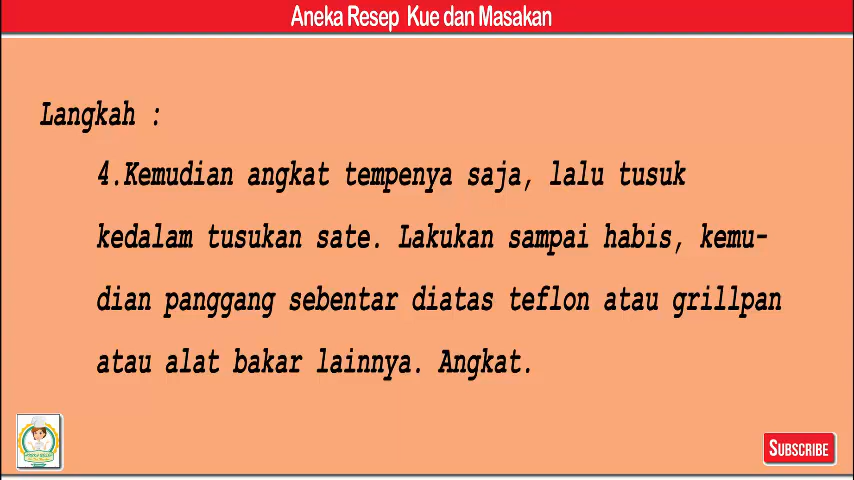 Aneka Resep Kue dan Masakan
Langkah :
4.Kemudian angkat tempenya saja, lalu tusuk
kedalam tusukan sate. Lakukan sampai habis, kemu-
dian panggang sebentar diatas teflon atau grillpan
atau alat bakar lainnya. Angkat.
SUBSCRIBE